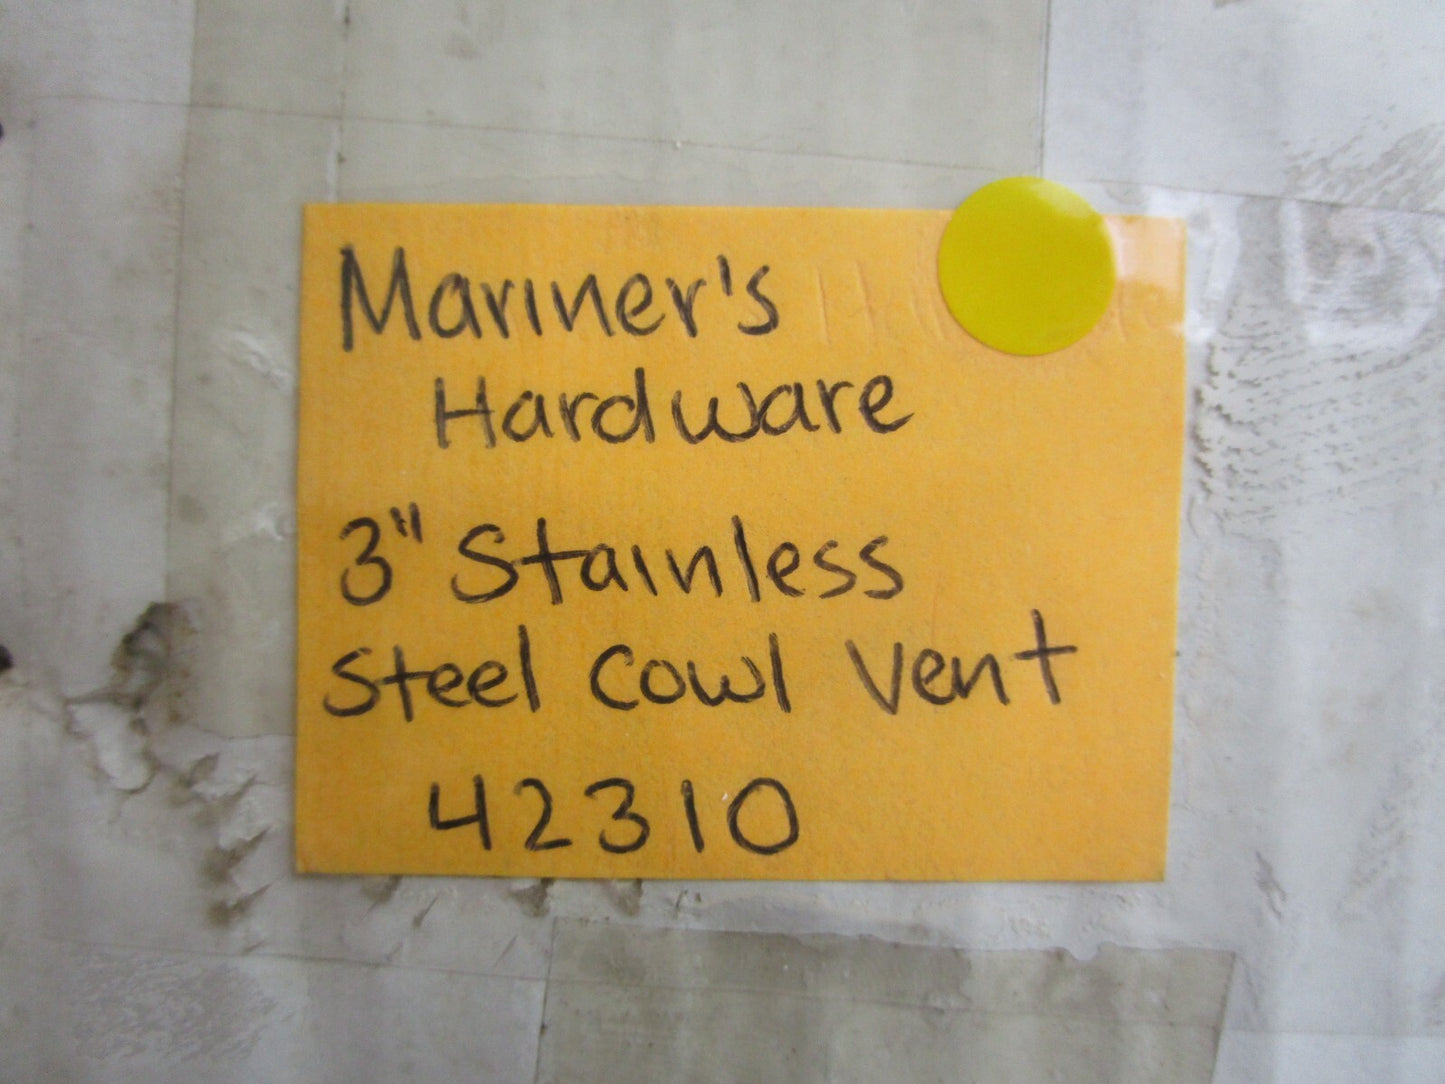 Mariner's
Hardware
3" Stainless
Steel Cowl Vent
42310